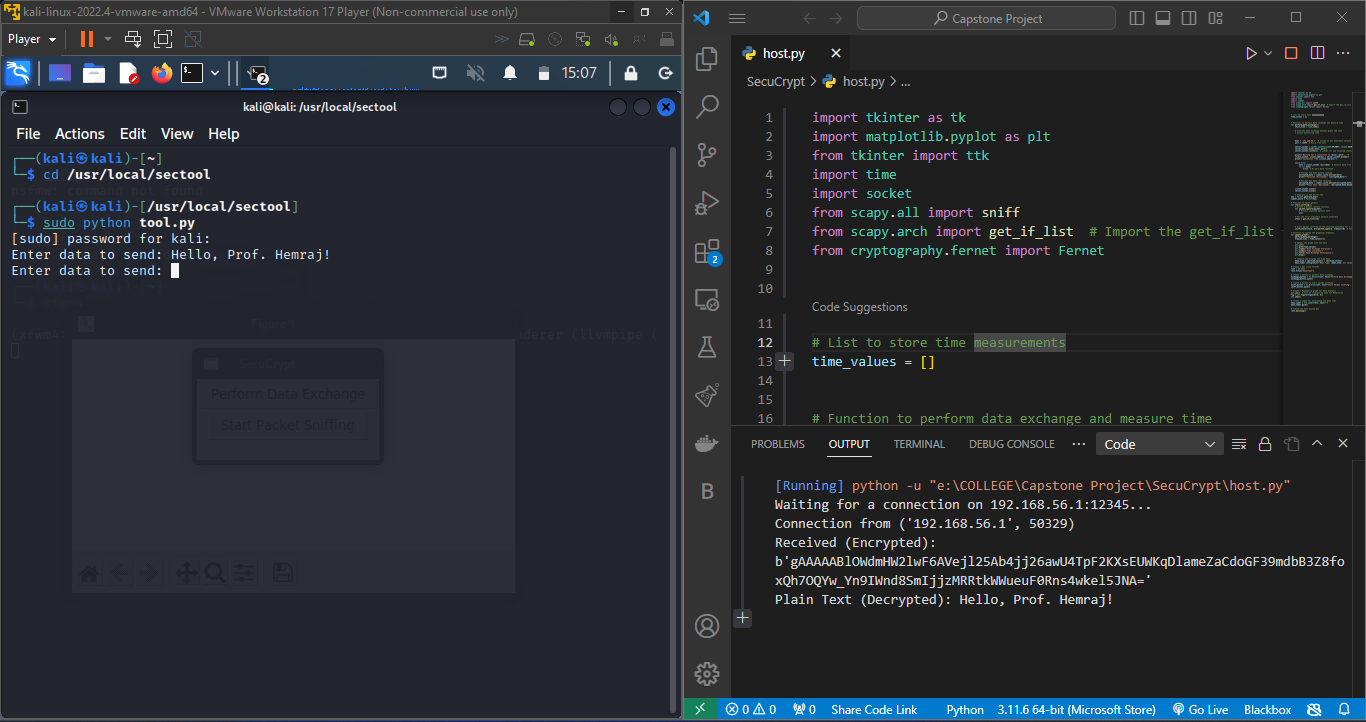 kali-linux-2022.4-vmware-amd64 - VMware Workstation 17 Player (Non-commercial use only)
Player
2
15:07
kali@kali: /usr/local/sectool
File Actions Edit View Help
┌──(kali㉿kali)-[~]
└─$ cd /usr/local/sectool
┌──(kali㉿kali)-[/usr/local/sectool]
└─$ sudo python tool.py
[sudo] password for kali:
Enter data to send: Hello, Prof. Hemraj!
Enter data to send:
Figure 1
SecuCrypt
Perform Data Exchange
Start Packet Sniffing
Capstone Project
host.py
SecuCrypt > host.py > ...
1 import tkinter as tk
2 import matplotlib.pyplot as plt
3 from tkinter import ttk
4 import time
5 import socket
6 from scapy.all import sniff
7 from scapy.arch import get_if_list # Import the get_if_list
8 from cryptography.fernet import Fernet
9
10
Code Suggestions
11
12 # List to store time measurements
13 time_values = []
14
15
16 # Function to perform data exchange and measure time
2
B
PROBLEMS OUTPUT TERMINAL DEBUG CONSOLE ··· Code
[Running] python -u "e:\COLLEGE\Capstone Project\SecuCrypt\host.py"
Waiting for a connection on 192.168.56.1:12345...
Connection from ('192.168.56.1', 50329)
Received (Encrypted):
b'gAAAAABlOWdmHW2lwF6AVejl25Ab4jj26awU4TpF2KXsEUWKqDlameZaCdoGF39mdbB3Z8fo
xQh7OQYw_Yn9IWnd8SmIjjzMRRtkWWueuF0Rns4wkel5JNA='
Plain Text (Decrypted): Hello, Prof. Hemraj!
0 0 0 Share Code Link Python 3.11.6 64-bit (Microsoft Store) Go Live Blackbox